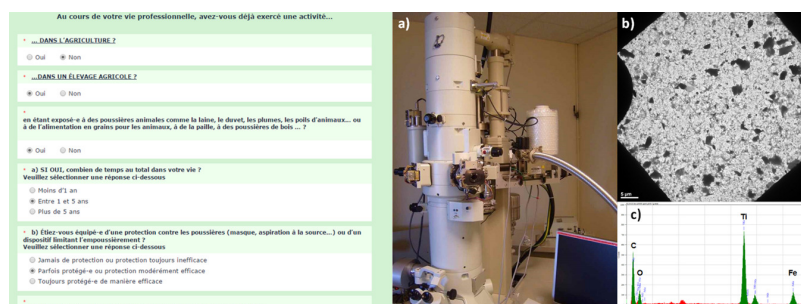 Au cours de votre vie professionnelle, avez-vous déjà exercé une activité...
* ... DANS L'AGRICULTURE ?
Oui Non
* ...DANS UN ÉLEVAGE AGRICOLE ?
Oui Non
*
en étant exposé-e à des poussières animales comme la laine, le duvet, les plumes, les poils d'animaux... ou
à de l'alimentation en grains pour les animaux, à de la paille, à des poussières de bois ... ?
Oui Non
* a) SI OUI, combien de temps au total dans votre vie ?
Veuillez sélectionner une réponse ci-dessous
Moins d'1 an
Entre 1 et 5 ans
Plus de 5 ans
* b) Étiez-vous équipé-e d'une protection contre les poussières (masque, aspiration à la source...) ou d'un
dispositif limitant l'empoussièrement ?
Veuillez sélectionner une réponse ci-dessous
Jamais de protection ou protection toujours inefficace
Parfois protégé-e ou protection modérément efficace
Toujours protégé-e de manière efficace
*
a)
b)
5 µm
c)
Ti
C
O
Fe